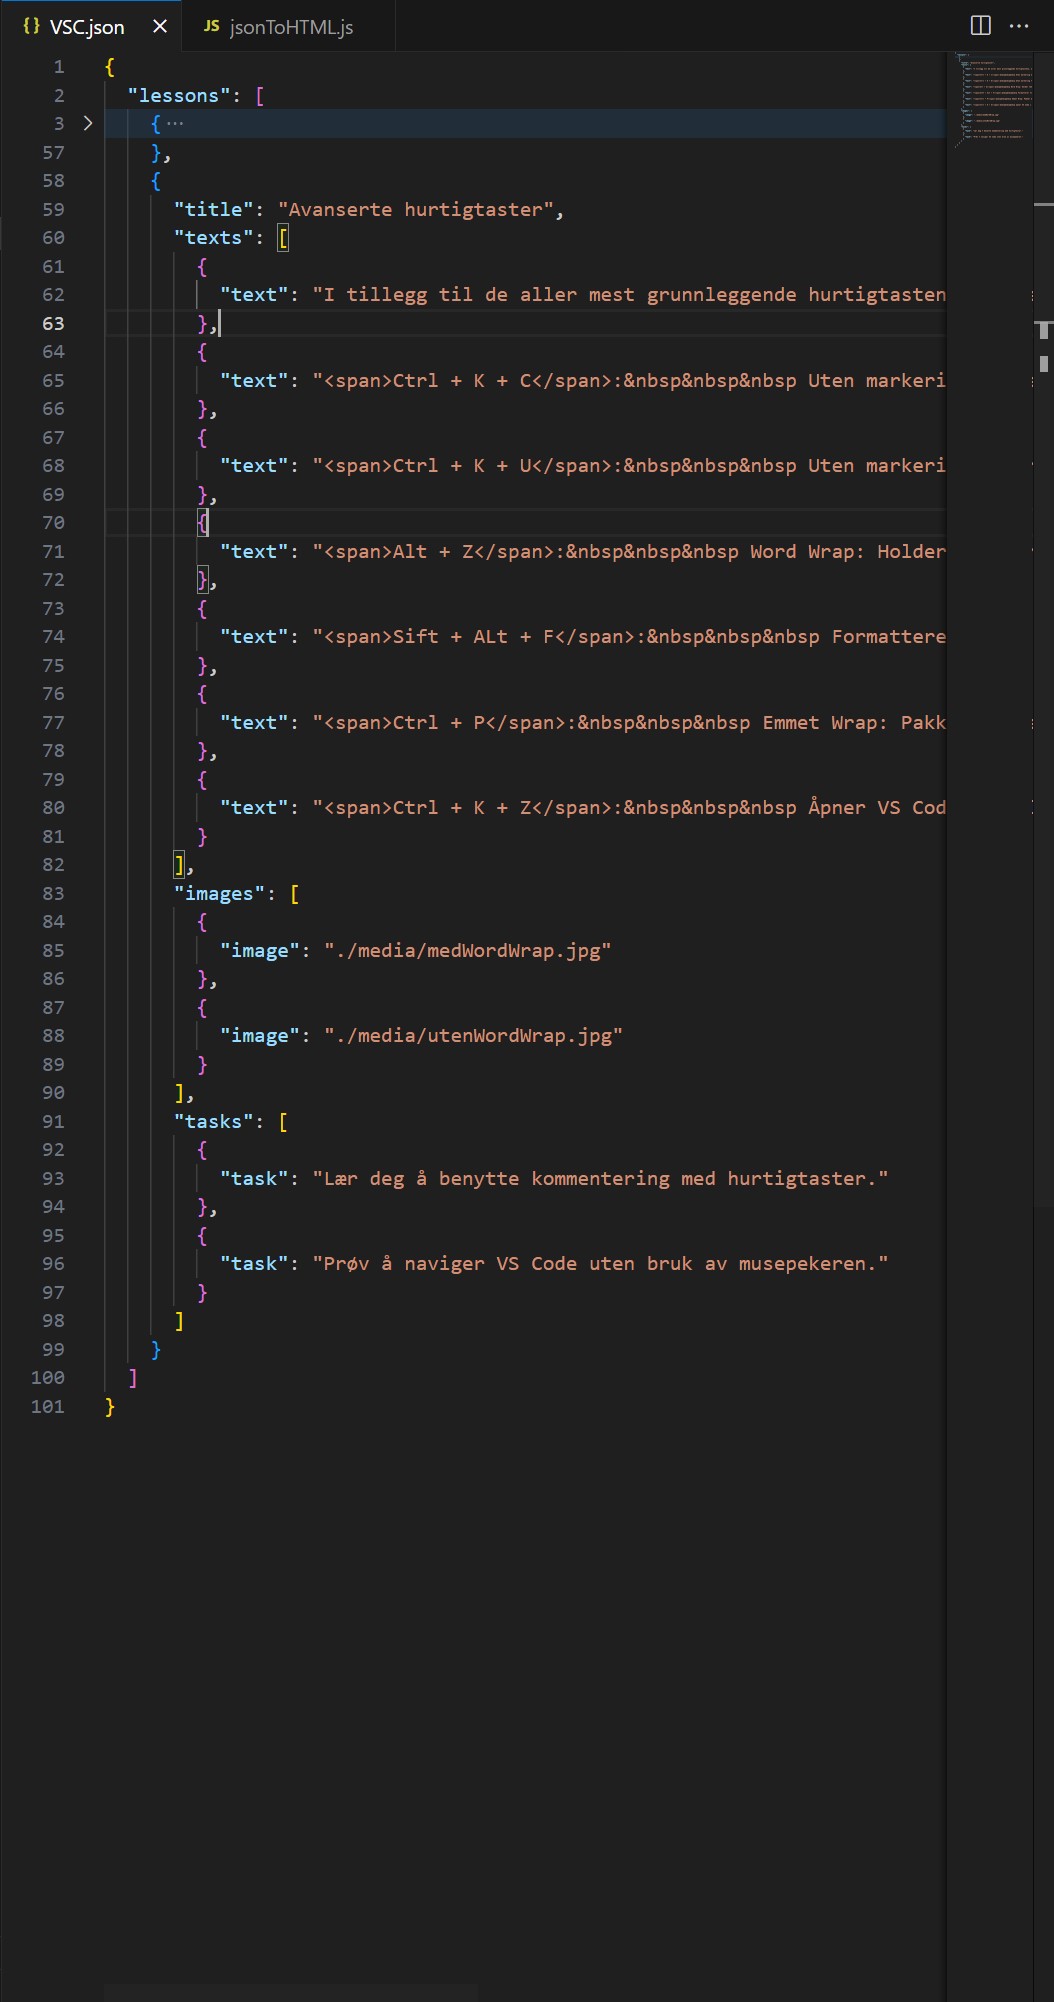 {} VSC.json
JS jsonToHTML.js
1 {
2 "lessons": [
3 { ...
57 },
58 {
59 "title": "Avanserte hurtigtaster",
60 "texts": [
61 {
62 "text": "I tillegg til de aller mest grunnleggende hurtigtasten
63 },
64 {
65 "text": "<span>Ctrl + K + C</span>:&nbsp&nbsp&nbsp Uten markeri
66 },
67 {
68 "text": "<span>Ctrl + K + U</span>:&nbsp&nbsp&nbsp Uten markeri
69 },
70 {
71 "text": "<span>Alt + Z</span>:&nbsp&nbsp&nbsp Word Wrap: Holder
72 },
73 {
74 "text": "<span>Sift + ALt + F</span>:&nbsp&nbsp&nbsp Formattere
75 },
76 {
77 "text": "<span>Ctrl + P</span>:&nbsp&nbsp&nbsp Emmet Wrap: Pakk
78 },
79 {
80 "text": "<span>Ctrl + K + Z</span>:&nbsp&nbsp&nbsp Åpner VS Cod
81 }
82 ],
83 "images": [
84 {
85 "image": "./media/medWordWrap.jpg"
86 },
87 {
88 "image": "./media/utenWordWrap.jpg"
89 }
90 ],
91 "tasks": [
92 {
93 "task": "Lær deg å benytte kommentering med hurtigtaster."
94 },
95 {
96 "task": "Prøv å naviger VS Code uten bruk av musepekeren."
97 }
98 ]
99 }
100 ]
101 }